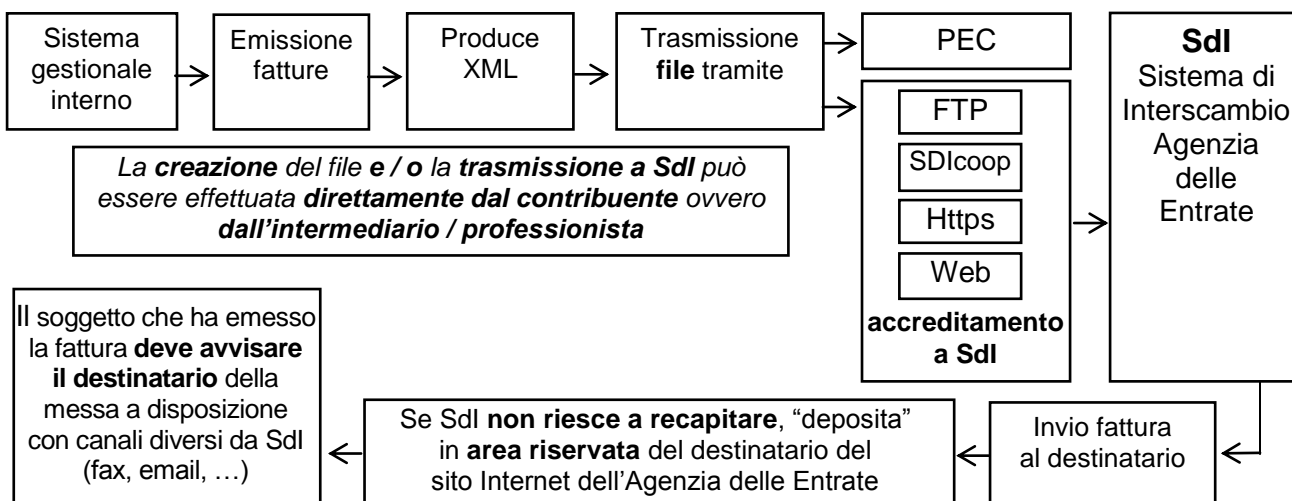 Sistema
gestionale
interno
Emissione
fatture
Produce
XML
Trasmissione
file tramite
PEC
FTP
SDIcoop
Https
Web
accreditamento
a SdI
SdI
Sistema di
Interscambio
Agenzia
delle
Entrate
La creazione del file e / o la trasmissione a SdI può
essere effettuata direttamente dal contribuente ovvero
dall’intermediario / professionista
Invio fattura
al destinatario
Se SdI non riesce a recapitare, “deposita”
in area riservata del destinatario del
sito Internet dell’Agenzia delle Entrate
Il soggetto che ha emesso
la fattura deve avvisare
il destinatario della
messa a disposizione
con canali diversi da SdI
(fax, email, …)